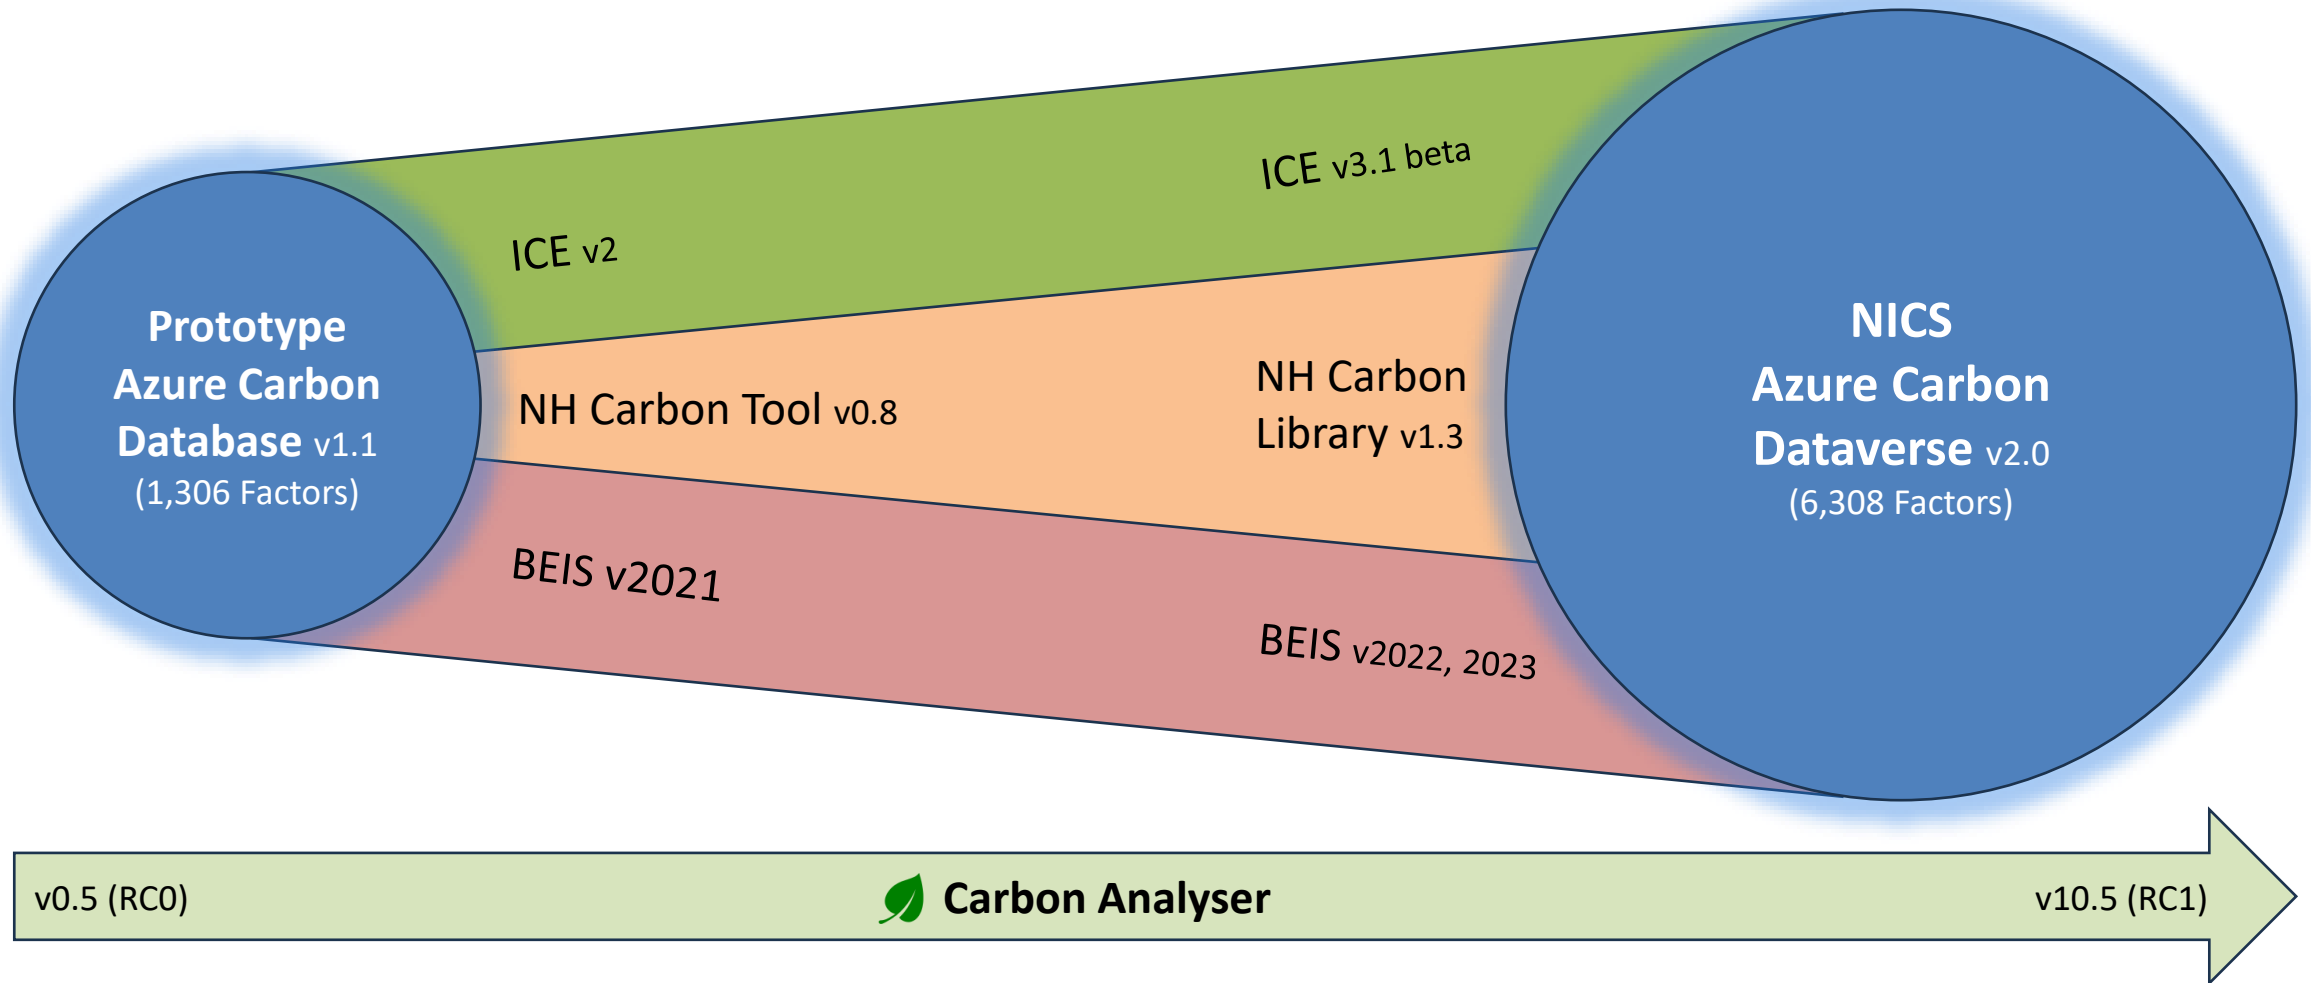 Prototype
Azure Carbon
Database v1.1
(1,306 Factors)
ICE v2
ICE v3.1 beta
NH Carbon Tool v0.8
NH Carbon
Library v1.3
BEIS v2021
BEIS v2022, 2023
NICS
Azure Carbon
Dataverse v2.0
(6,308 Factors)
v0.5 (RC0)
Carbon Analyser
v10.5 (RC1)